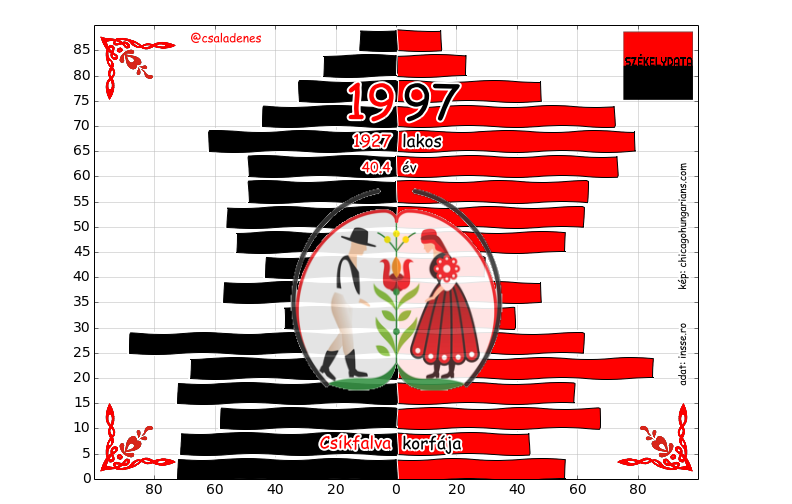 @csaladenes
SZÉKELYDATA
1997
1927 lakos
40.4 év
kép: chicagohungarians.com
adat: insse.ro
Csíkfalva korfája
85
80
75
70
65
60
55
50
45
40
35
30
25
20
15
10
5
0
80 60 40 20 0 20 40 60 80